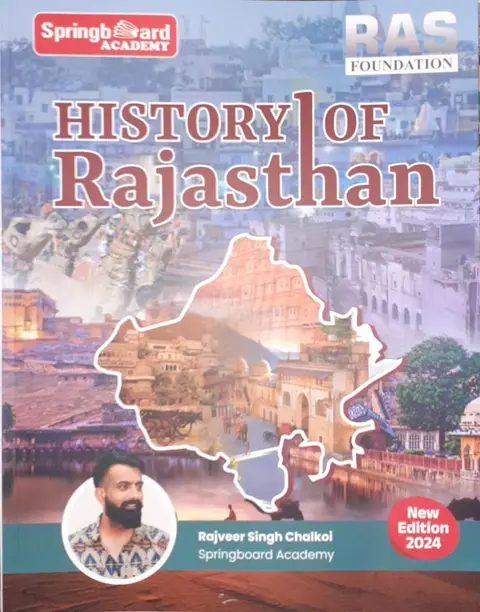 Springboard
ACADEMY
RAS
FOUNDATION
HISTORY OF
Rajasthan
Rajveer Singh Chalkoi
Springboard Academy
New
Edition
2024